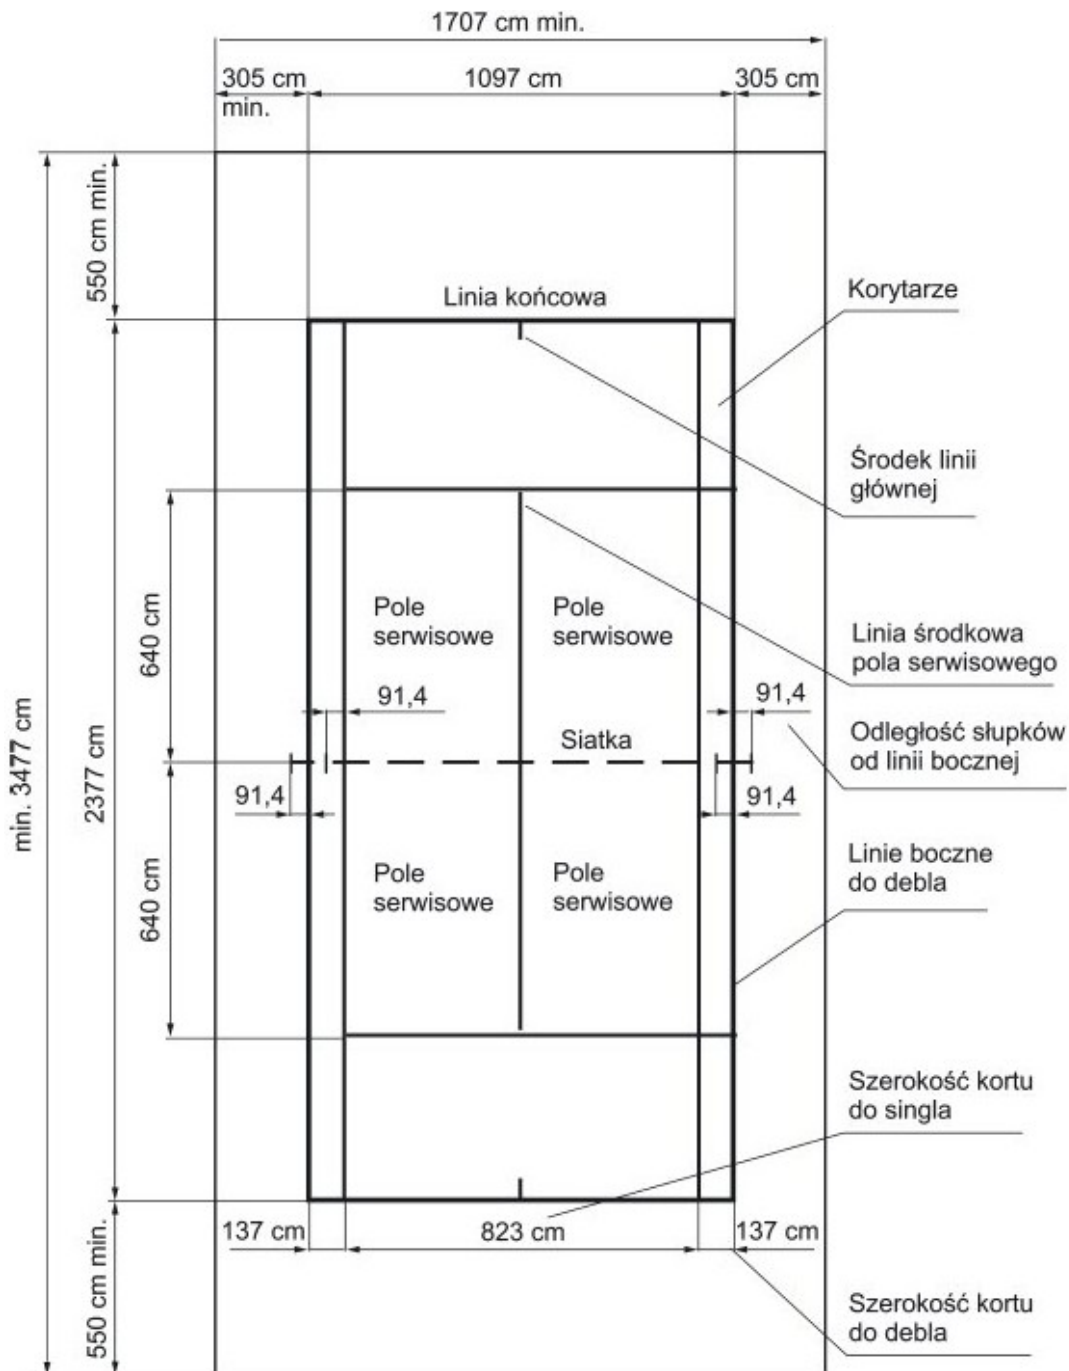 1707 cm min.
305 cm
min.
1097 cm
305 cm
550 cm min.
Linia końcowa
Korytarze
Środek linii
głównej
640 cm
Pole
serwisowe
Pole
serwisowe
Linia środkowa
pola serwisowego
91,4
91,4
Siatka
Odległość słupków
od linii bocznej
min. 3477 cm
2377 cm
91,4
91,4
640 cm
Pole
serwisowe
Pole
serwisowe
Linie boczne
do debla
Szerokość kortu
do singla
550 cm min.
137 cm
823 cm
137 cm
Szerokość kortu
do debla